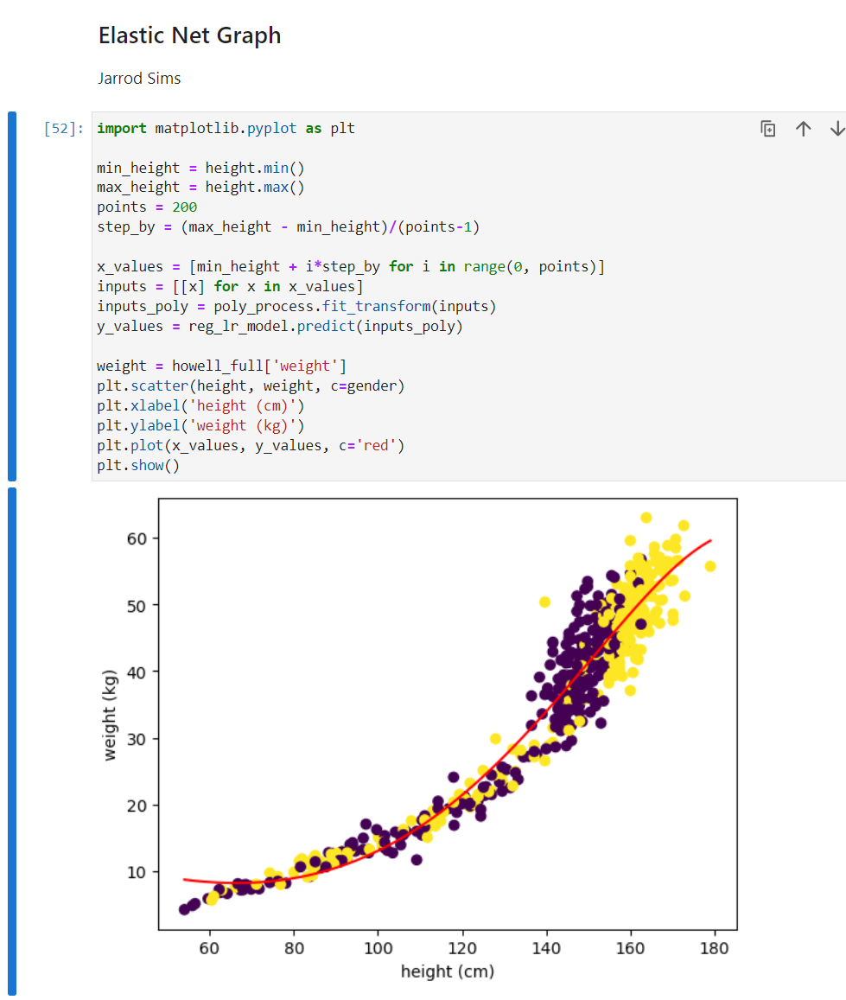 Elastic Net Graph
Jarrod Sims
[52]: import matplotlib.pyplot as plt
min_height = height.min()
max_height = height.max()
points = 200
step_by = (max_height - min_height)/(points-1)
x_values = [min_height + i*step_by for i in range(0, points)]
inputs = [[x] for x in x_values]
inputs_poly = poly_process.fit_transform(inputs)
y_values = reg_lr_model.predict(inputs_poly)
weight = howell_full['weight']
plt.scatter(height, weight, c=gender)
plt.xlabel('height (cm)')
plt.ylabel('weight (kg)')
plt.plot(x_values, y_values, c='red')
plt.show()
60
50
40
30
20
10
weight (kg)
60 80 100 120 140 160 180
height (cm)